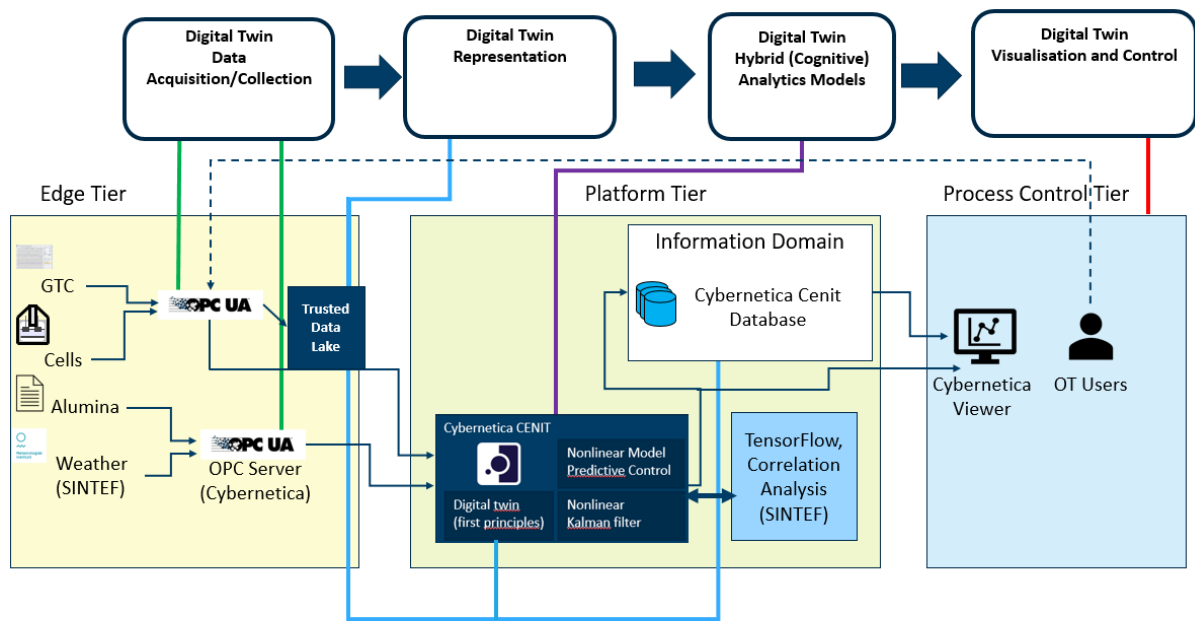 Digital Twin
Data
Acquisition/Collection
Digital Twin
Representation
Digital Twin
Hybrid (Cognitive)
Analytics Models
Digital Twin
Visualisation and Control
Edge Tier
Platform Tier
Process Control Tier
GTC
OPC UA
Cells
Trusted
Data
Lake
Alumina
OPC UA
Weather
(SINTEF)
OPC Server
(Cybernetica)
Information Domain
Cybernetica Cenit
Database
Cybernetica CENIT
Nonlinear Model
Predictive Control
Digital twin
(first principles)
Nonlinear
Kalman filter
TensorFlow,
Correlation
Analysis
(SINTEF)
Cybernetica
Viewer
OT Users